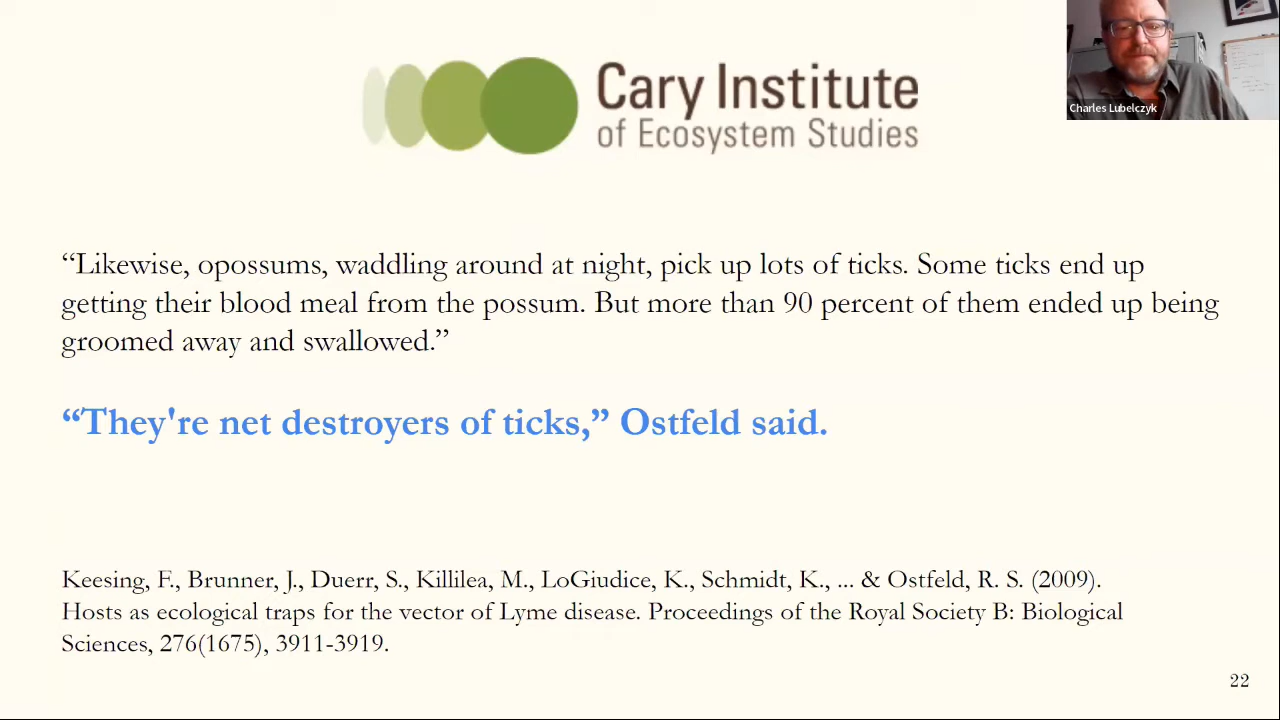 Cary Institute
of Ecosystem Studies
Charles Lubelczyk
“Likewise, opossums, waddling around at night, pick up lots of ticks. Some ticks end up
getting their blood meal from the possum. But more than 90 percent of them ended up being
groomed away and swallowed.”
“They're net destroyers of ticks,” Ostfeld said.
Keesing, F., Brunner, J., Duerr, S., Killilea, M., LoGiudice, K., Schmidt, K., ... & Ostfeld, R. S. (2009).
Hosts as ecological traps for the vector of Lyme disease. Proceedings of the Royal Society B: Biological
Sciences, 276(1675), 3911-3919.
22